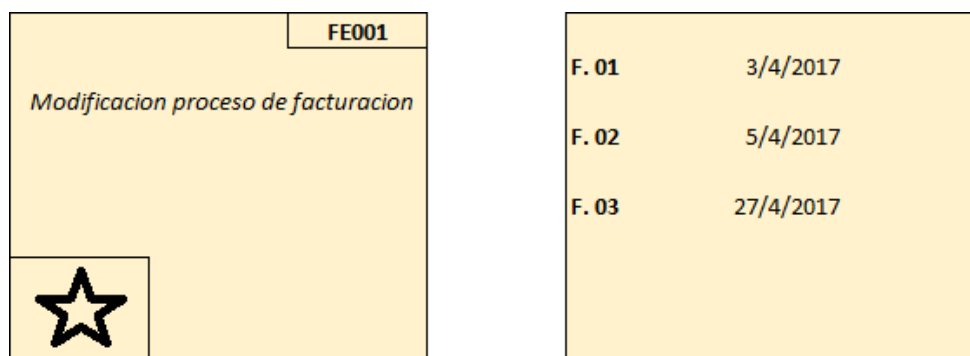 FE001
Modificacion proceso de facturacion
F. 01 3/4/2017
F. 02 5/4/2017
F. 03 27/4/2017